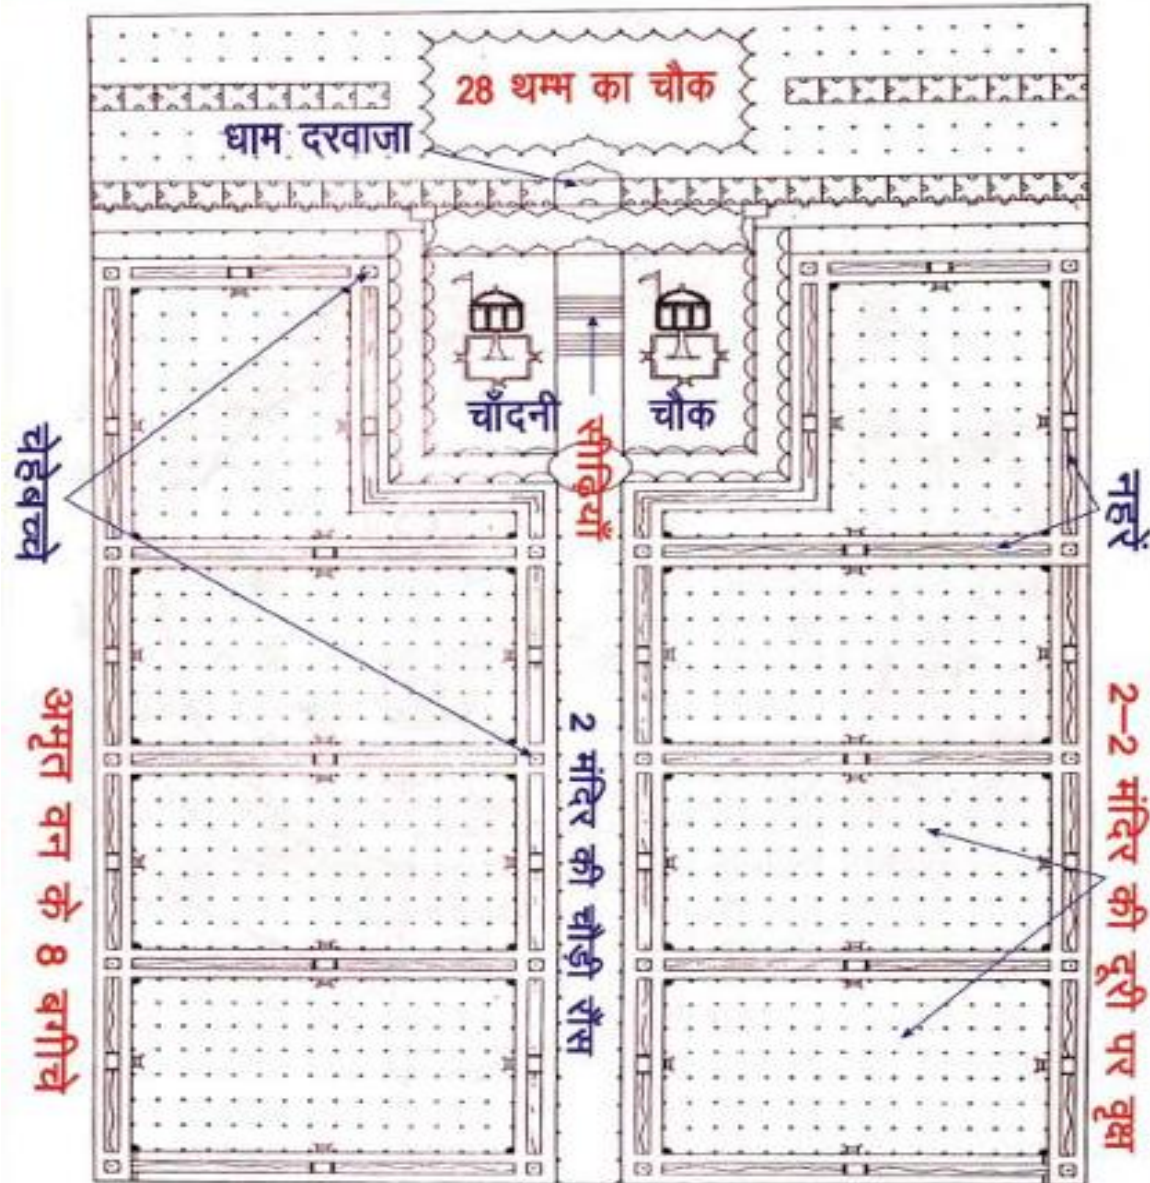 28 थम्भ का चौक
धाम दरवाजा
चाँदनी
चौक
सीढ़ियाँ
चेहेबच्चे
नहरें
अमृत वन के 8 बगीचे
2 मंदिर की चौड़ी रौंस
2-2 मंदिर की दूरी पर वृक्ष